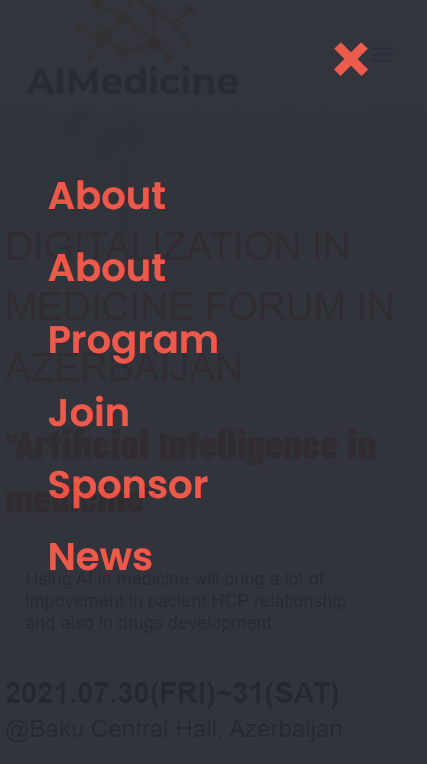 AIMedicine
About
DIGITALIZATION IN
About
MEDICINE FORUM IN
Program
AZERBAIJAN
Join
"Artificial Intelligence in
Sponsor
medicine
News
Using AI in medicine will bring a lot of
impovement in pacient HCP relationship
and also in drugs development
2021.07.30(FRI)~31(SAT)
@Baku Central Hall, Azerbaijan